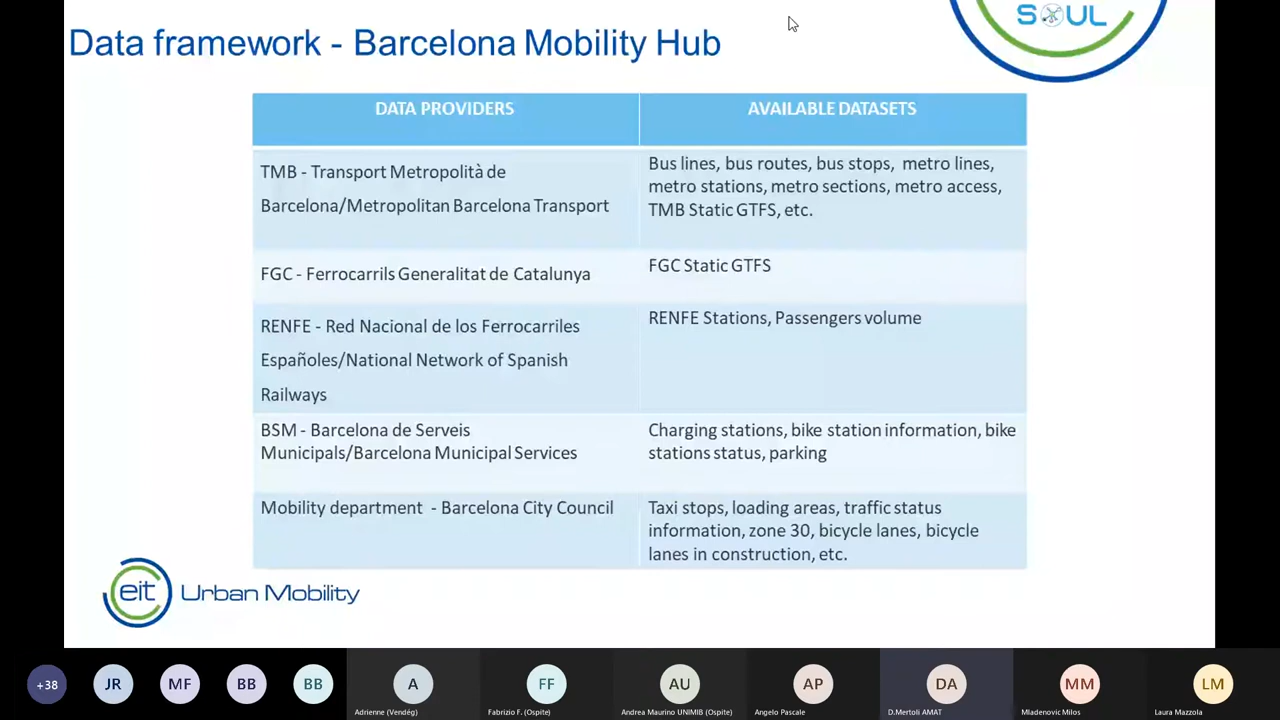 SOUL
Data framework - Barcelona Mobility Hub
DATA PROVIDERS
AVAILABLE DATASETS
TMB - Transport Metropolità de
Barcelona/Metropolitan Barcelona Transport
Bus lines, bus routes, bus stops, metro lines,
metro stations, metro sections, metro access,
TMB Static GTFS, etc.
FGC - Ferrocarrils Generalitat de Catalunya
FGC Static GTFS
RENFE - Red Nacional de los Ferrocarriles
Españoles/National Network of Spanish
Railways
RENFE Stations, Passengers volume
BSM - Barcelona de Serveis
Municipals/Barcelona Municipal Services
Charging stations, bike station information, bike
stations status, parking
Mobility department - Barcelona City Council
Taxi stops, loading areas, traffic status
information, zone 30, bicycle lanes, bicycle
lanes in construction, etc.
eit Urban Mobility
+38
JR
MF
BB
BB
A
FF
AU
AP
DA
MM
LM
Adrienne (Vendég)
Fabrizio F. (Ospite)
Andrea Maurino UNIMIB (Ospite)
Angelo Pascale
D.Mertoli AMAT
Mladenovic Milos
Laura Mazzola